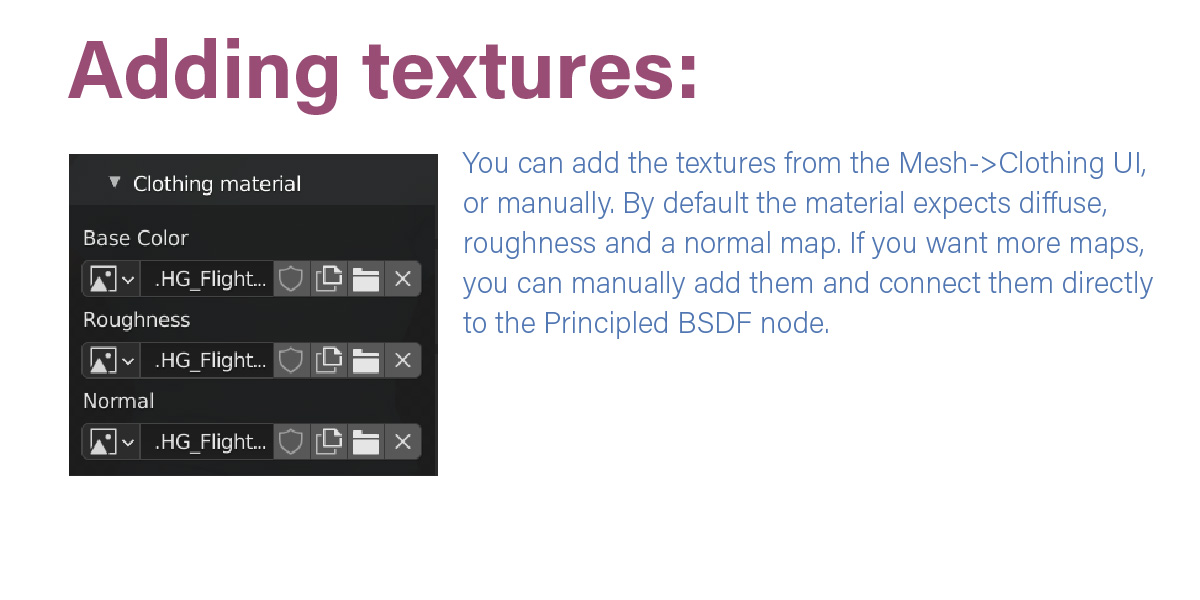 Adding textures:
Clothing material
Base Color
.HG_Flight...
Roughness
.HG_Flight...
Normal
.HG_Flight...
You can add the textures from the Mesh->Clothing UI,
or manually. By default the material expects diffuse,
roughness and a normal map. If you want more maps,
you can manually add them and connect them directly
to the Principled BSDF node.